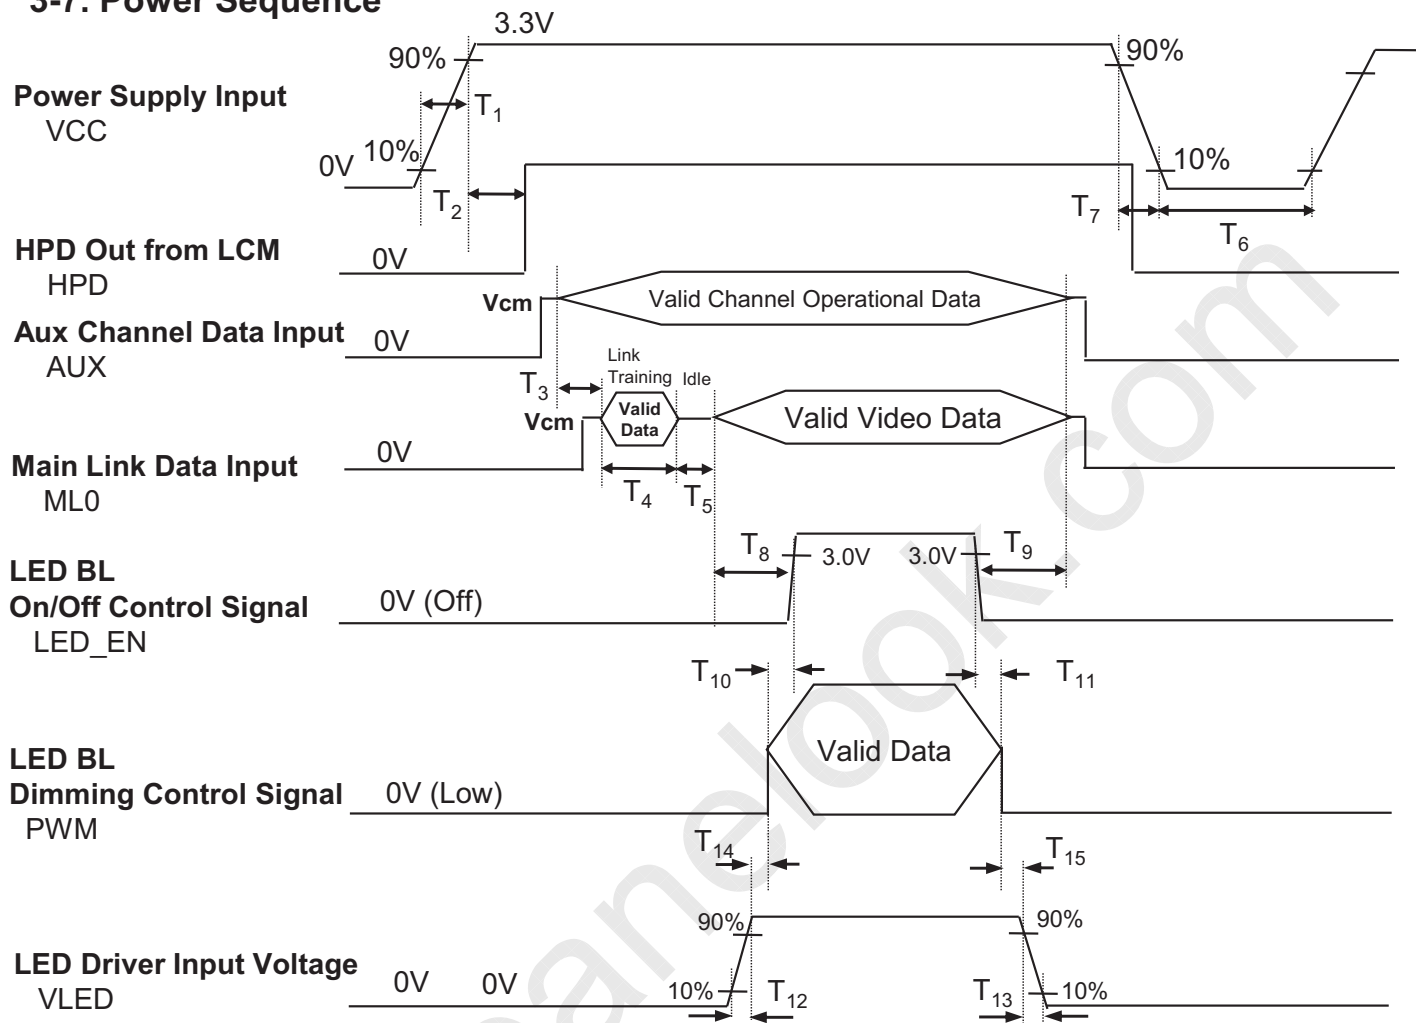 3-7. Power Sequence
3.3V
90%
90%
Power Supply Input
VCC
T1
0V
10%
10%
T2
T7
T6
HPD Out from LCM
HPD
0V
Vcm
Valid Channel Operational Data
Aux Channel Data Input
AUX
0V
Link
Training
Idle
T3
Vcm
Valid
Data
Valid Video Data
Main Link Data Input
ML0
0V
T4
T5
T8
3.0V
3.0V
T9
LED BL
On/Off Control Signal
LED_EN
0V (Off)
T10
T11
LED BL
Dimming Control Signal
PWM
0V (Low)
Valid Data
T14
T15
90%
90%
LED Driver Input Voltage
VLED
0V
0V
10%
T12
T13
10%
anelook.com